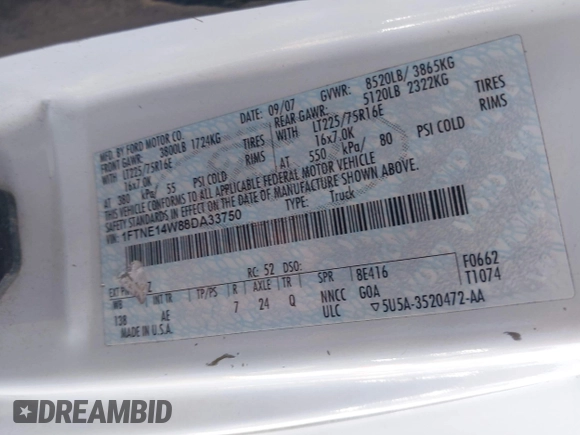 MFD. BY FORD MOTOR CO.
DATE: 09/07 GVWR: 8520LB/ 3865KG
FRONT GAWR: 3800LB 1724KG REAR GAWR: 5120LB 2322KG
LT225/75R16E TIRES WITH LT225/75R16E TIRES
16x7.0K RIMS 16x7.0K RIMS
AT 380 kPa/ 55 PSI COLD AT 550 kPa/ 80 PSI COLD
THIS VEHICLE CONFORMS TO ALL APPLICABLE FEDERAL MOTOR VEHICLE
SAFETY STANDARDS IN EFFECT ON THE DATE OF MANUFACTURE SHOWN ABOVE.
VIN: 1FTNE14W88DA33750 TYPE: Truck
EXT Z RC: 52 DSO: F0662
WB INT TR TP/PS R AXLE TR SPR 8E416 T1074
138 AE 7 24 Q NNCC GOA
ULC ▽5U5A-3520472-AA
DREAMBID